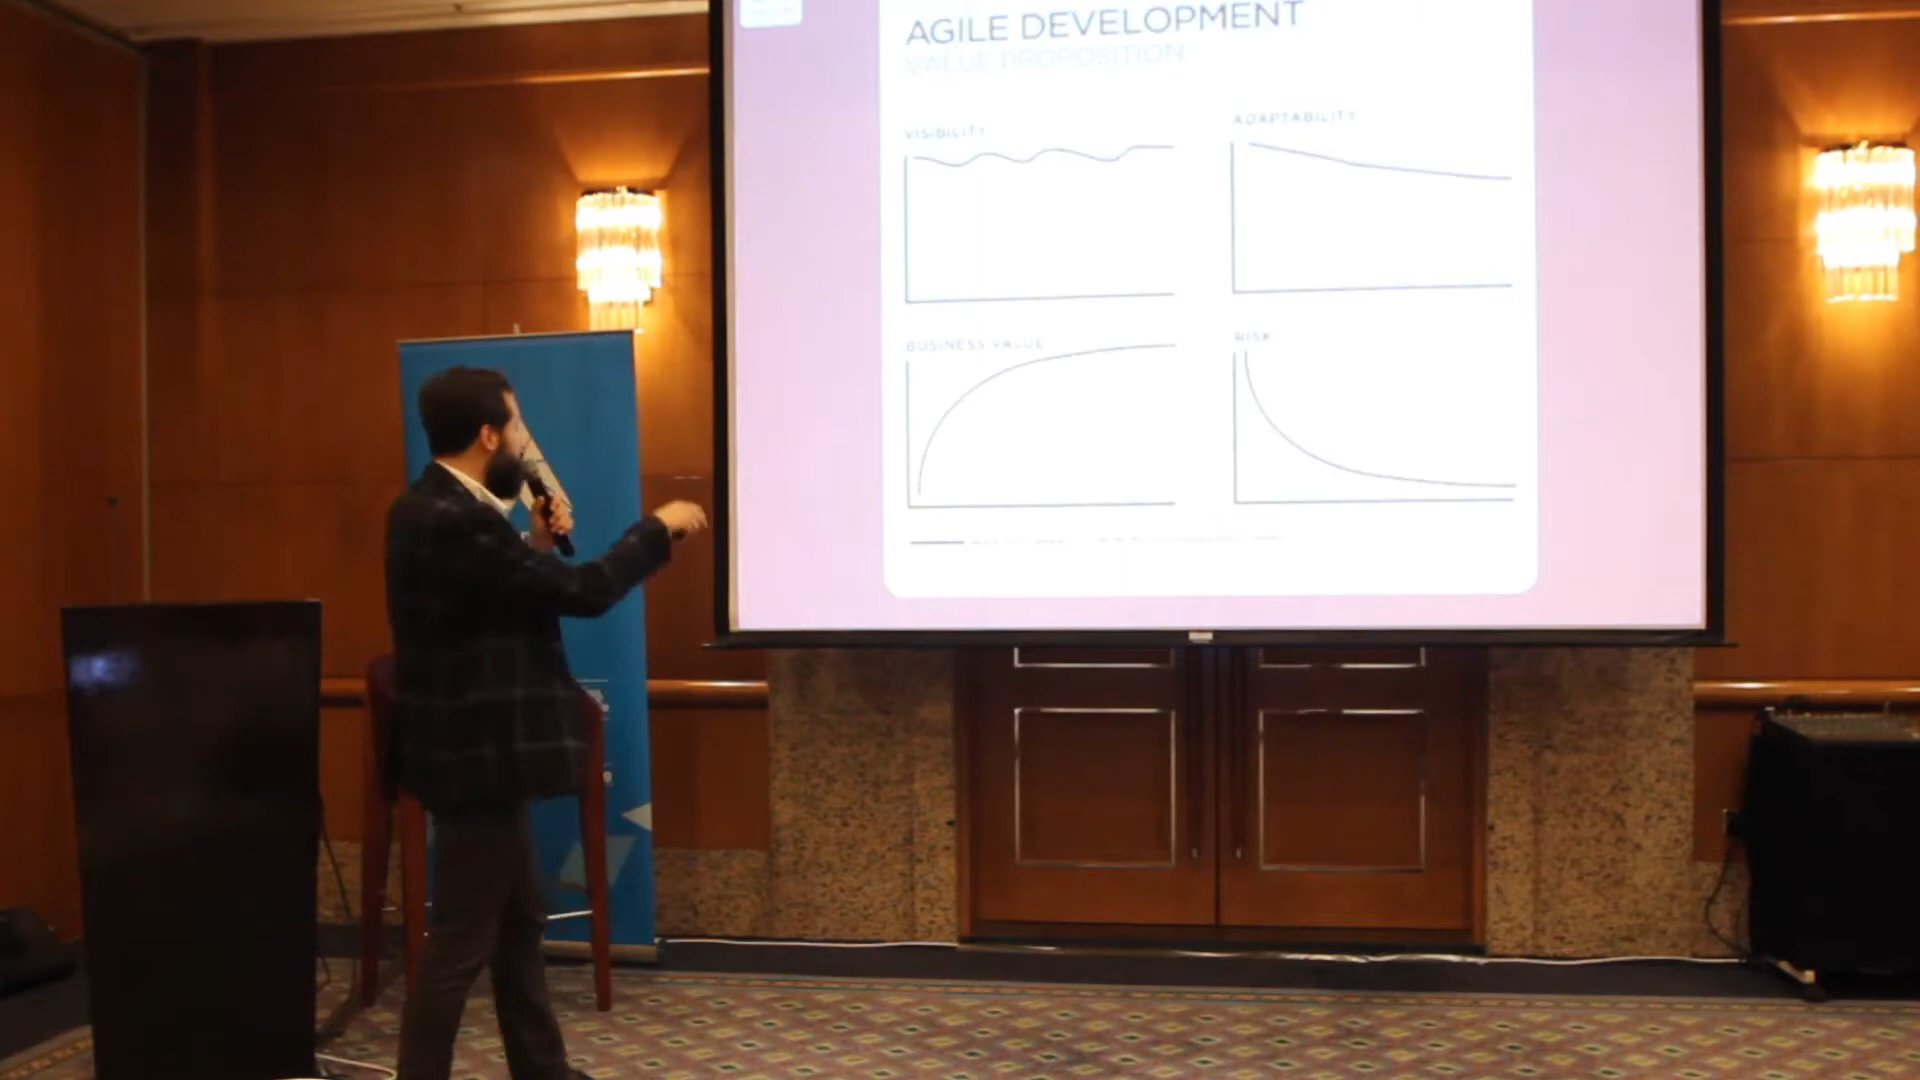 AGILE DEVELOPMENT
VALUE PROPOSITION
VISIBILITY
ADAPTABILITY
BUSINESS VALUE
RISK